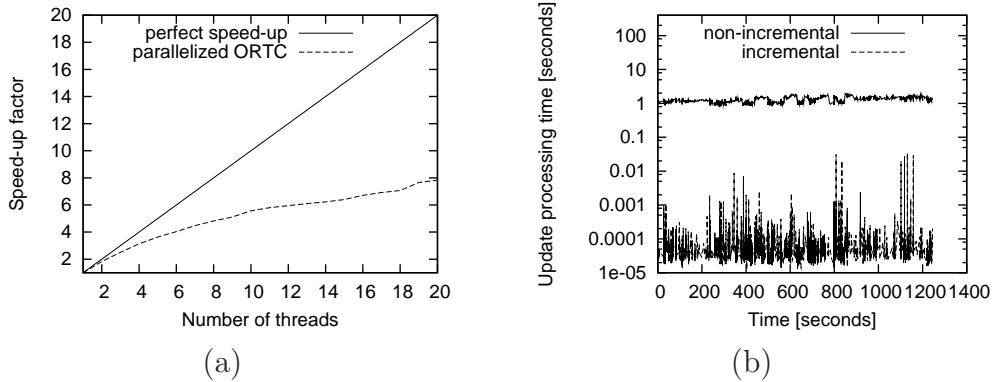 Speed-up factor
20
18
16
14
12
10
8
6
4
2
perfect speed-up
parallelized ORTC
2 4 6 8 10 12 14 16 18 20
Number of threads
(a)
Update processing time [seconds]
100
10
1
0.1
0.01
0.001
0.0001
1e-05
non-incremental
incremental
0 200 400 600 800 1000 1200 1400
Time [seconds]
(b)